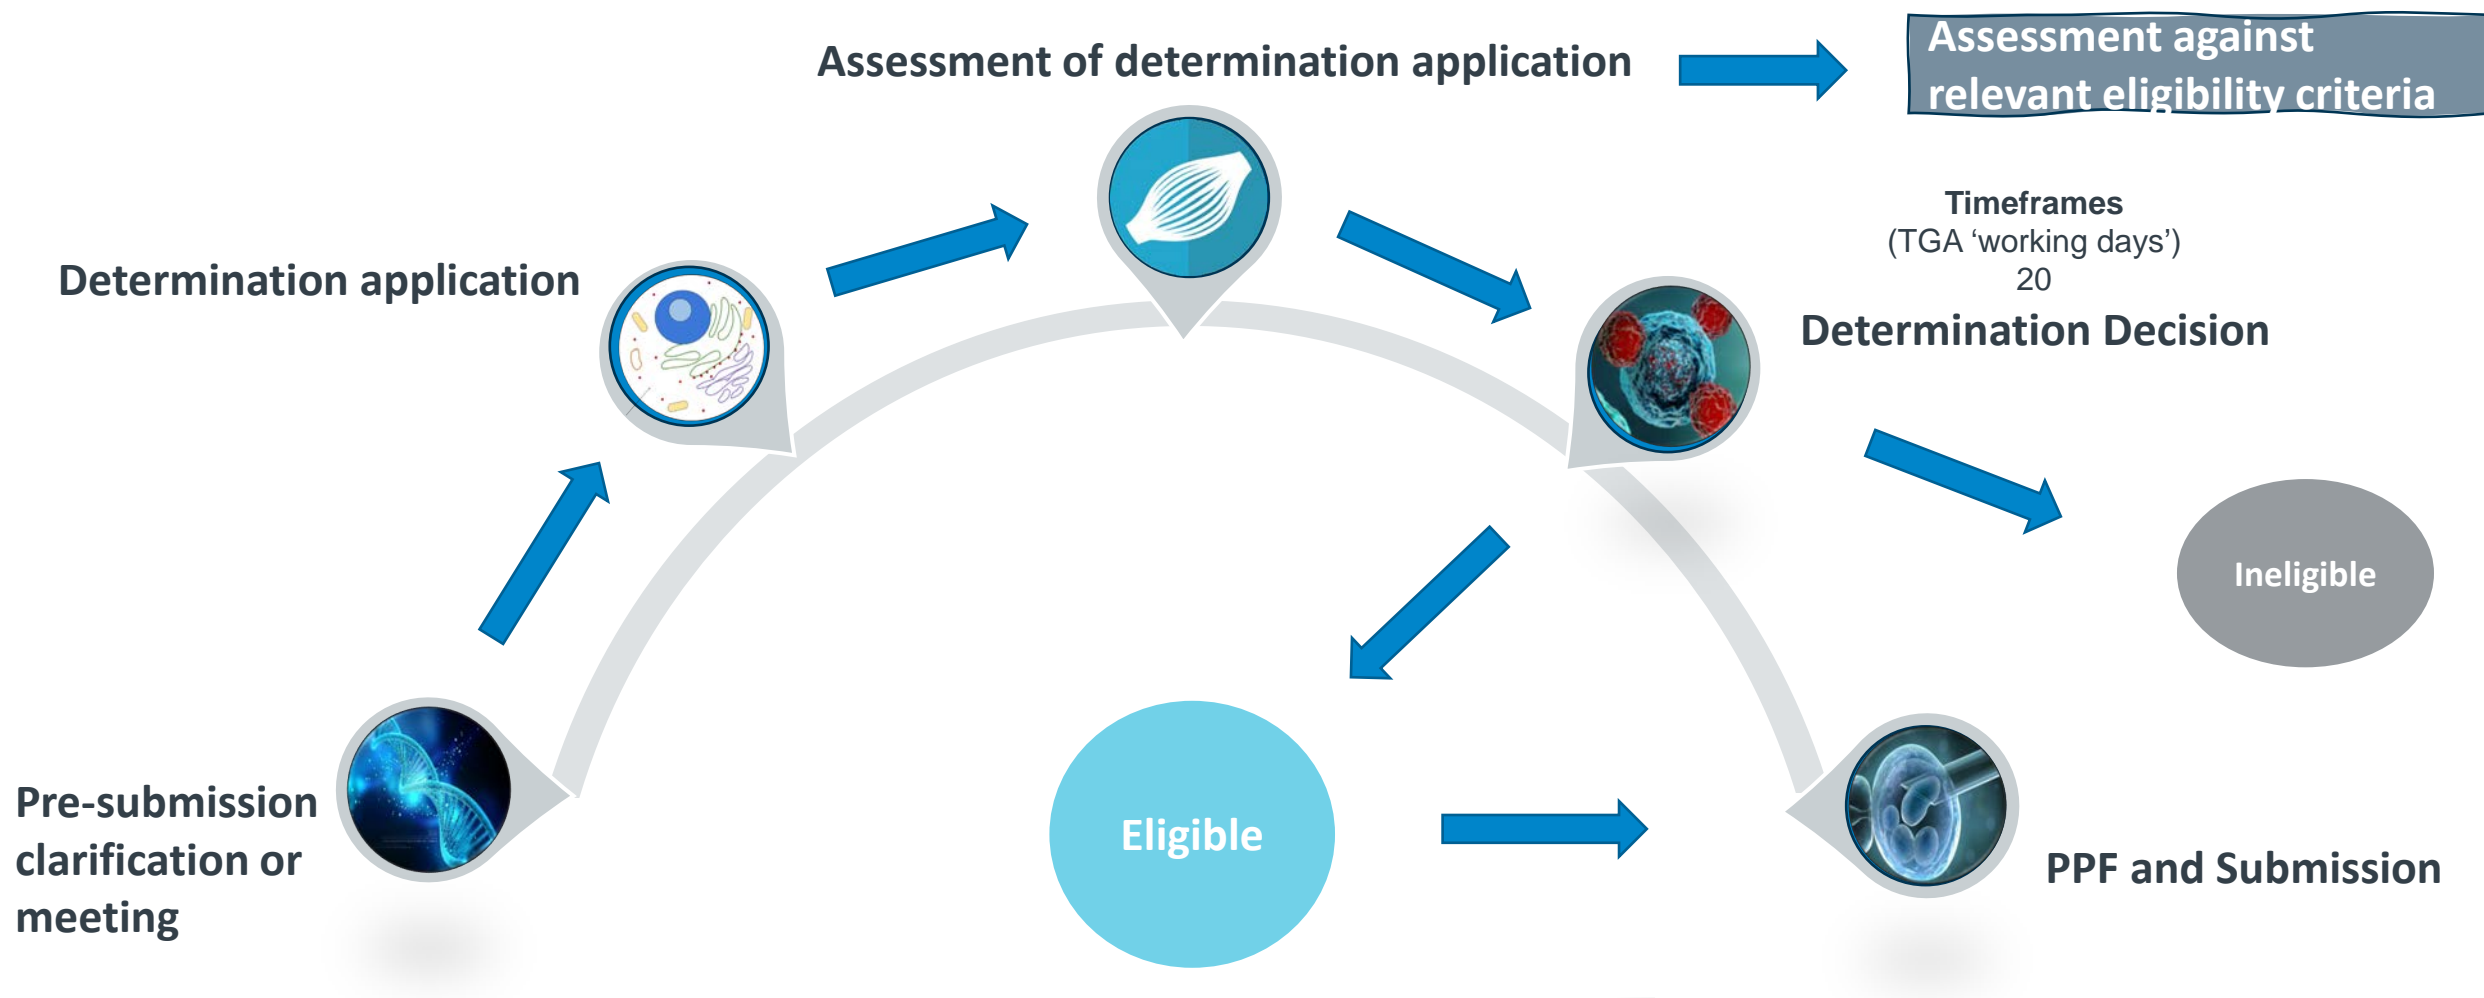 Assessment of determination application
Assessment against
relevant eligibility criteria
Timeframes
(TGA ‘working days’)
20
Determination application
Determination Decision
Ineligible
Pre-submission
clarification or
meeting
Eligible
PPF and Submission